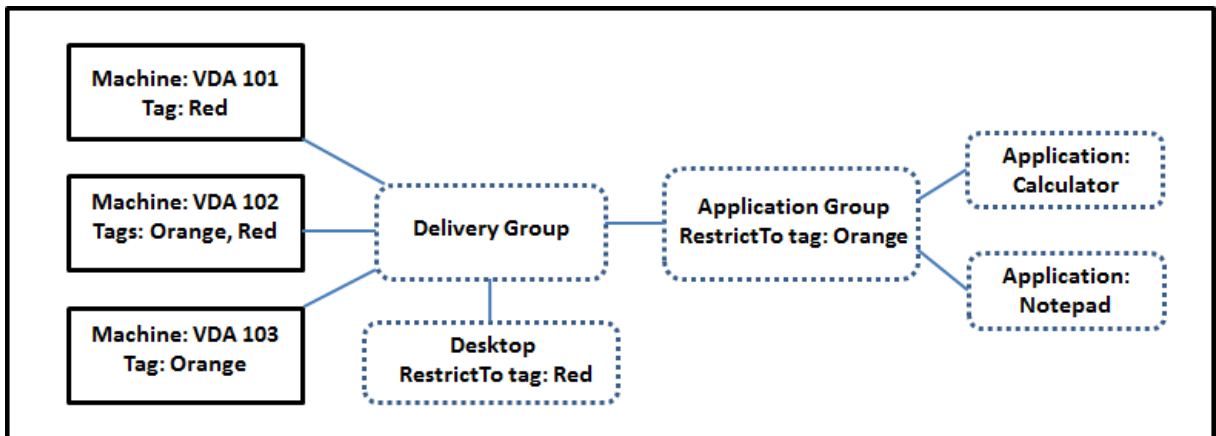 Machine: VDA 101
Tag: Red
Machine: VDA 102
Tags: Orange, Red
Machine: VDA 103
Tag: Orange
Delivery Group
Desktop
RestrictTo tag: Red
Application Group
RestrictTo tag: Orange
Application:
Calculator
Application:
Notepad